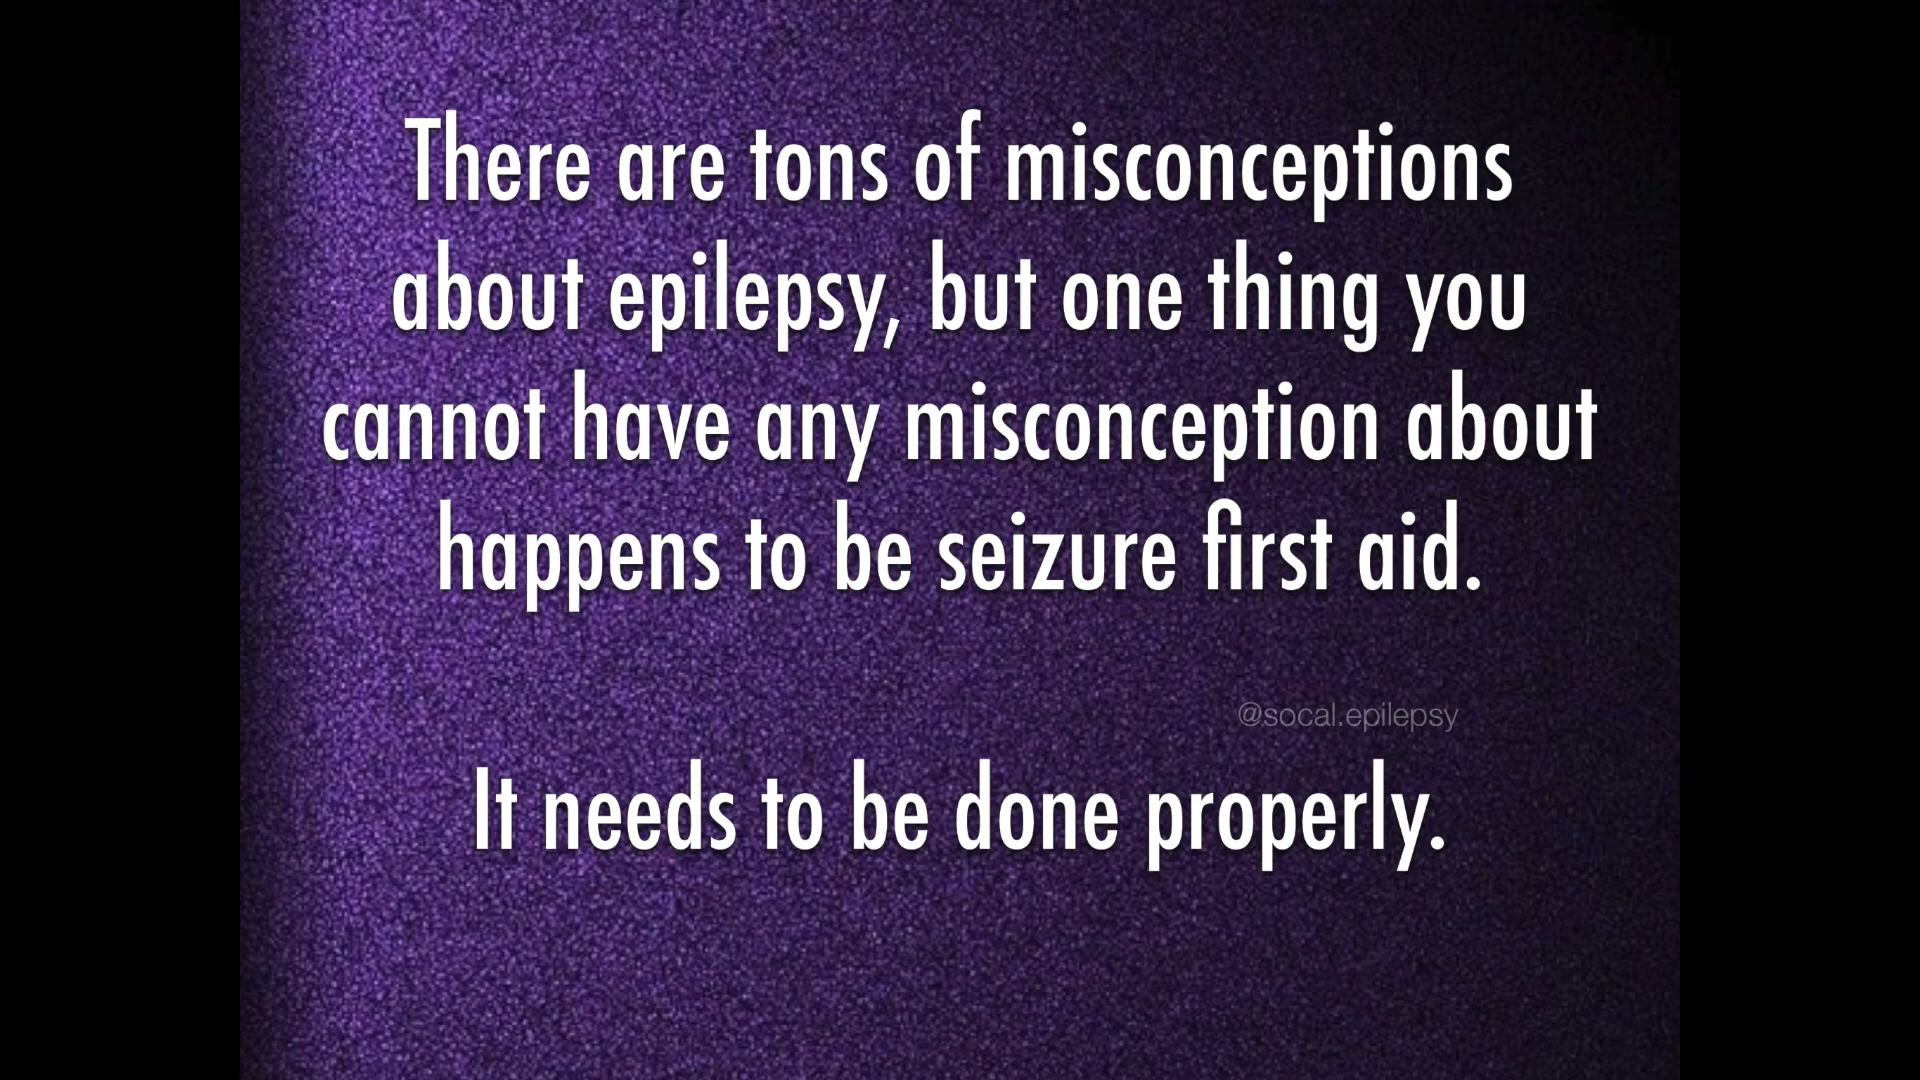 There are tons of misconceptions
about epilepsy, but one thing you
cannot have any misconception about
happens to be seizure first aid.
@socal.epilepsy
It needs to be done properly.